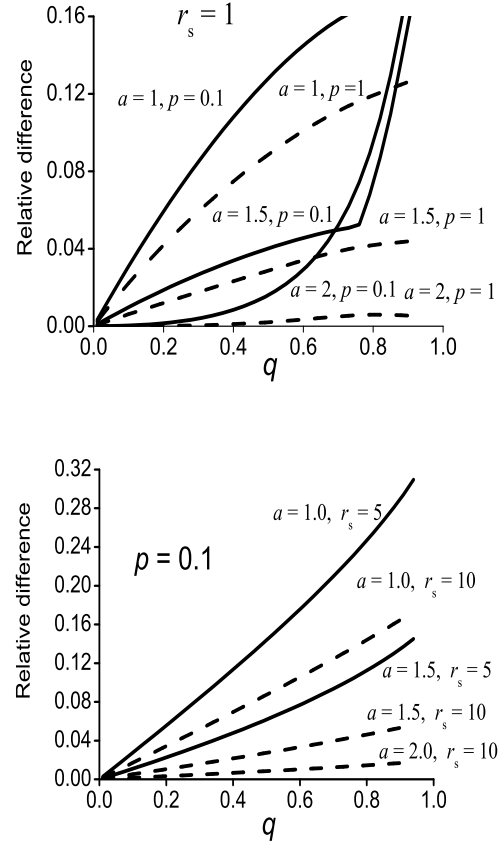 r_s = 1
0.16
0.12
0.08
0.04
0.00
Relative difference
a = 1, p = 0.1
a = 1, p = 1
a = 1.5, p = 0.1
a = 1.5, p = 1
a = 2, p = 0.1
a = 2, p = 1
0.0 0.2 0.4 0.6 0.8 1.0
q
0.32
0.28
0.24
0.20
0.16
0.12
0.08
0.04
0.00
Relative difference
p = 0.1
a = 1.0, r_s = 5
a = 1.0, r_s = 10
a = 1.5, r_s = 5
a = 1.5, r_s = 10
a = 2.0, r_s = 10
0.0 0.2 0.4 0.6 0.8 1.0
q